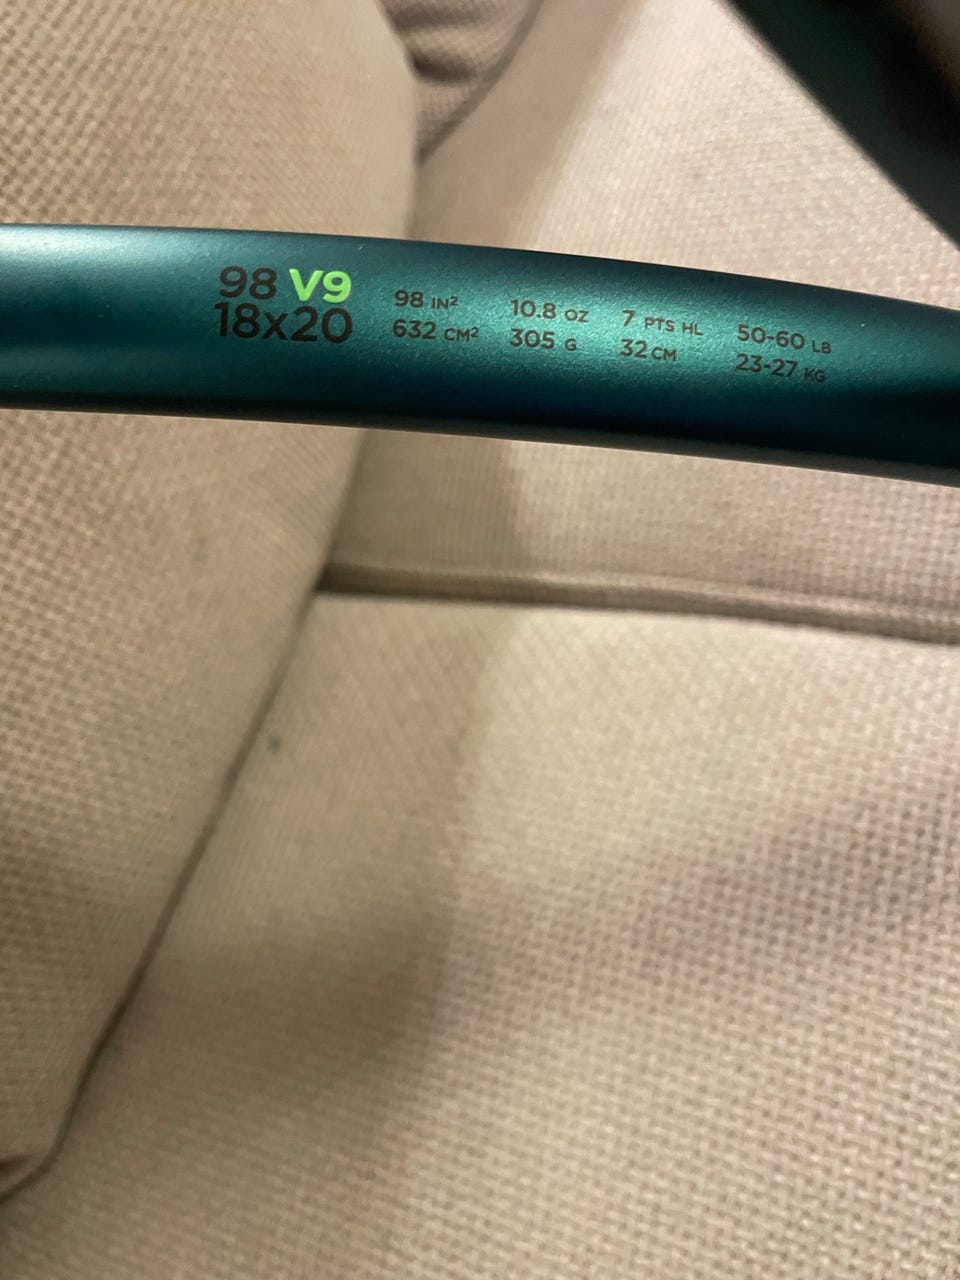 98 V9
18x20
98 IN²
632 CM²
10.8 OZ
305 G
7 PTS HL
32 CM
50-60 LB
23-27 KG